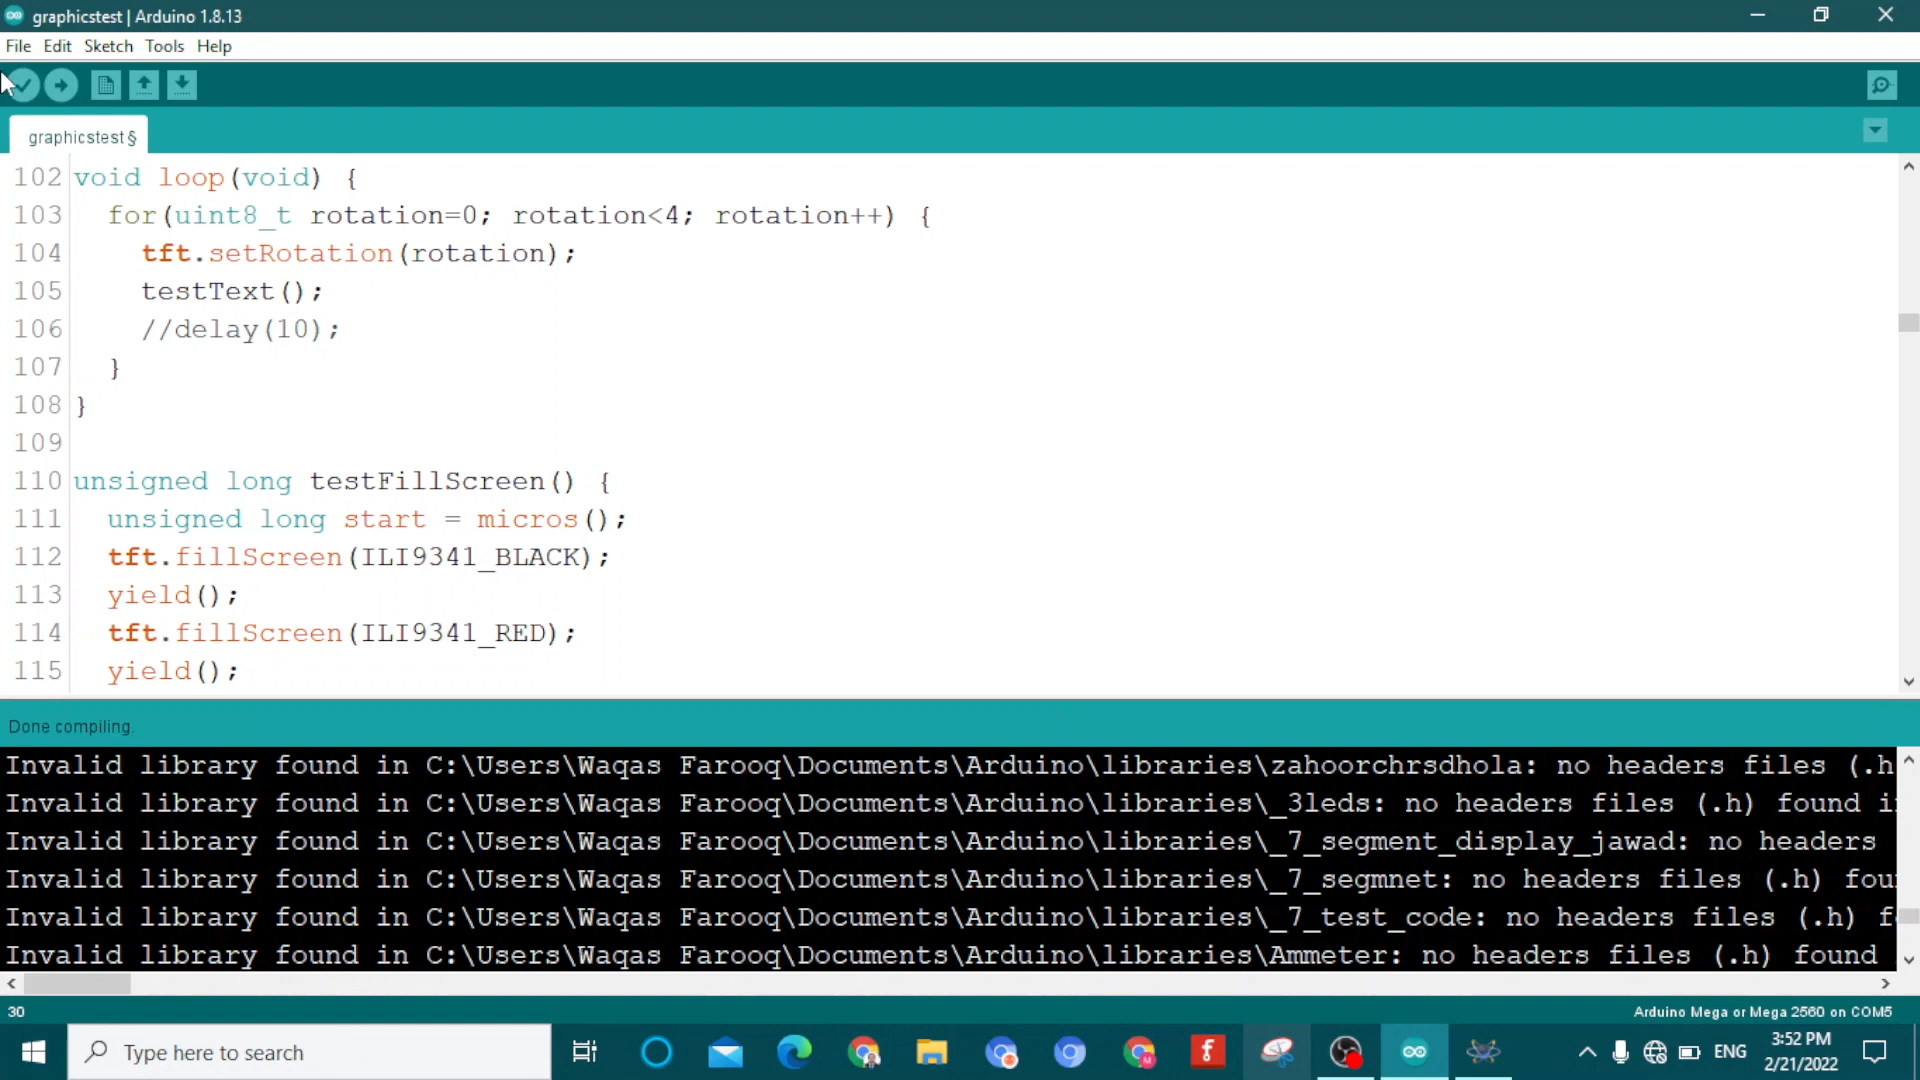 graphicstest | Arduino 1.8.13
File Edit Sketch Tools Help
graphicstest §
102 void loop(void) {
103 for(uint8_t rotation=0; rotation<4; rotation++) {
104 tft.setRotation(rotation);
105 testText();
106 //delay(10);
107 }
108 }
109
110 unsigned long testFillScreen() {
111 unsigned long start = micros();
112 tft.fillScreen(ILI9341_BLACK);
113 yield();
114 tft.fillScreen(ILI9341_RED);
115 yield();
Done compiling.
Invalid library found in C:\Users\Waqas Farooq\Documents\Arduino\libraries\zahoorchrsdhola: no headers files (.h
Invalid library found in C:\Users\Waqas Farooq\Documents\Arduino\libraries\_3leds: no headers files (.h) found i
Invalid library found in C:\Users\Waqas Farooq\Documents\Arduino\libraries\_7_segment_display_jawad: no headers
Invalid library found in C:\Users\Waqas Farooq\Documents\Arduino\libraries\_7_segmnet: no headers files (.h) fou
Invalid library found in C:\Users\Waqas Farooq\Documents\Arduino\libraries\_7_test_code: no headers files (.h) f
Invalid library found in C:\Users\Waqas Farooq\Documents\Arduino\libraries\Ammeter: no headers files (.h) found
30 Arduino Mega or Mega 2560 on COM5
Type here to search ENG 3:52 PM
2/21/2022